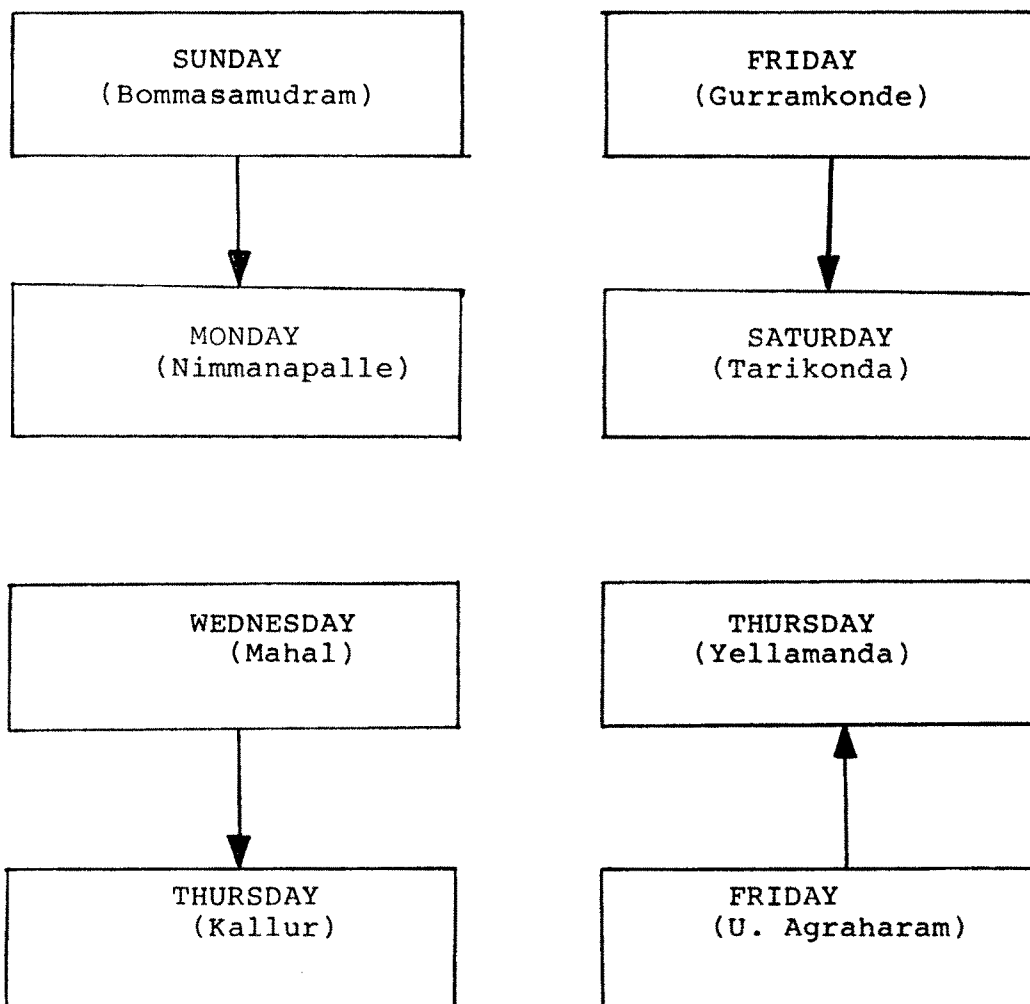 SUNDAY
(Bommasamudram)
FRIDAY
(Gurramkonde)
MONDAY
(Nimmanapalle)
SATURDAY
(Tarikonda)
WEDNESDAY
(Mahal)
THURSDAY
(Yellamanda)
THURSDAY
(Kallur)
FRIDAY
(U. Agraharam)